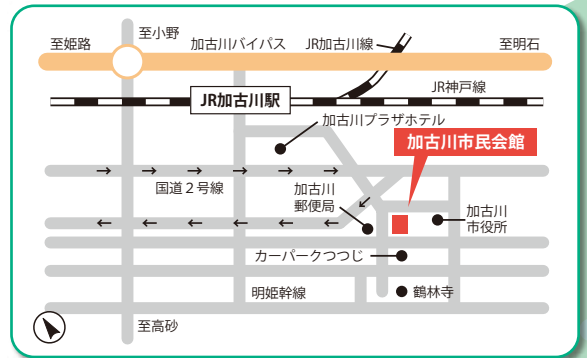 至小野
至姫路
加古川バイパス
JR加古川線
至明石
JR神戸線
JR加古川駅
加古川プラザホテル
加古川市民会館
国道２号線
加古川
郵便局
加古川
市役所
カーパークつつじ
明姫幹線
鶴林寺
至高砂